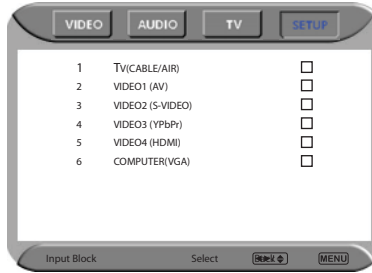 VIDEO AUDIO TV SETUP
1 TV(CABLE/AIR)
2 VIDEO1 (AV)
3 VIDEO2 (S-VIDEO)
4 VIDEO3 (YPbPr)
5 VIDEO4 (HDMI)
6 COMPUTER(VGA)
Input Block Select MENU